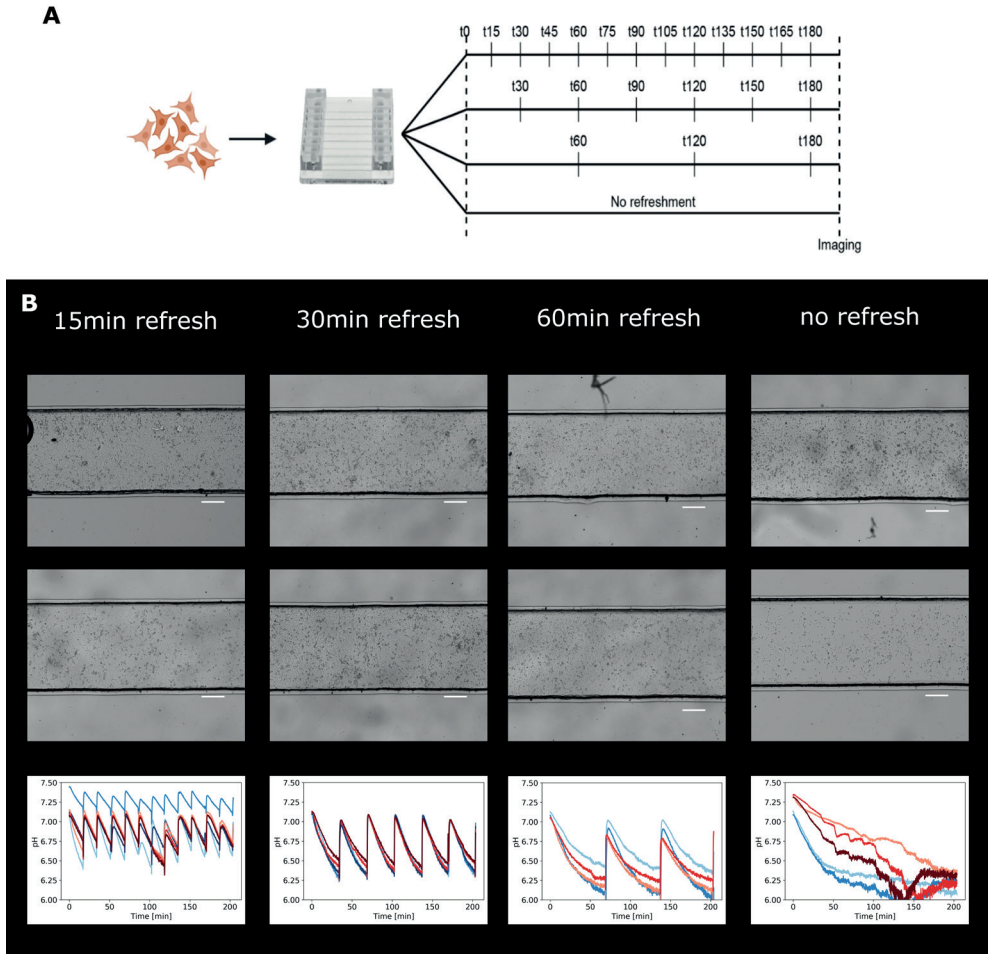 A
t0 t15 t30 t45 t60 t75 t90 t105 t120 t135 t150 t165 t180
t30 t60 t90 t120 t150 t180
t60 t120 t180
No refreshment
Imaging
B
15min refresh 30min refresh 60min refresh no refresh
7.50 7.50 7.50 7.50
7.25 7.25 7.25 7.25
7.00 7.00 7.00 7.00
pH pH pH pH
6.75 6.75 6.75 6.75
6.50 6.50 6.50 6.50
6.25 6.25 6.25 6.25
6.00 6.00 6.00 6.00
0 50 100 150 200 0 50 100 150 200 0 50 100 150 200 0 50 100 150 200
Time [min] Time [min] Time [min] Time [min]